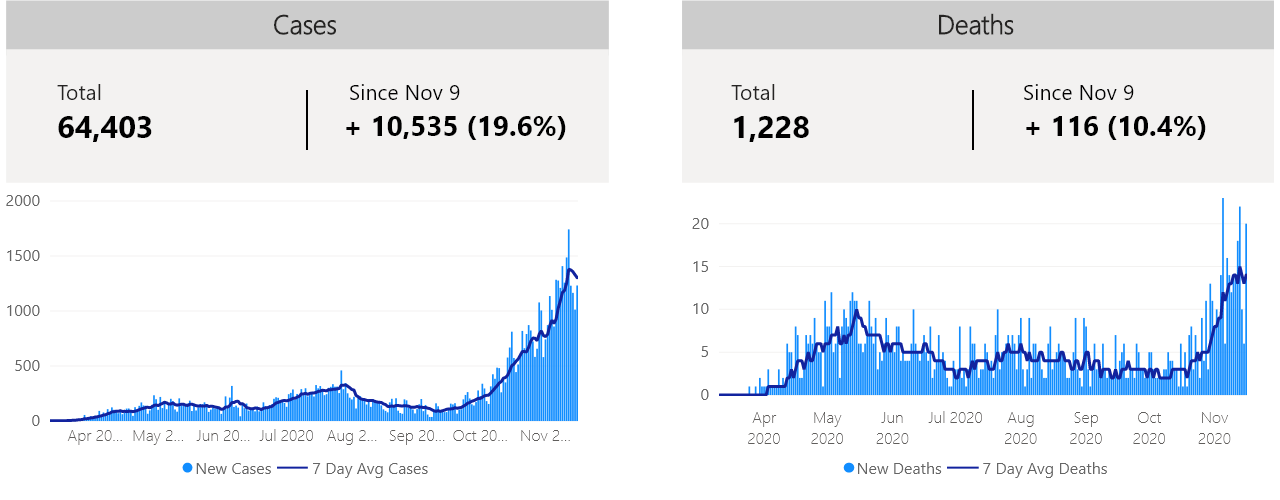 Cases
Total
64,403
Since Nov 9
+ 10,535 (19.6%)
2000
1500
1000
500
0
Apr 20... May 2... Jun 20... Jul 2020 Aug 2... Sep 20... Oct 20... Nov 2...
New Cases 7 Day Avg Cases
Deaths
Total
1,228
Since Nov 9
+ 116 (10.4%)
20
15
10
5
0
Apr May Jun Jul 2020 Aug Sep Oct Nov
2020 2020 2020 2020 2020 2020 2020
New Deaths 7 Day Avg Deaths